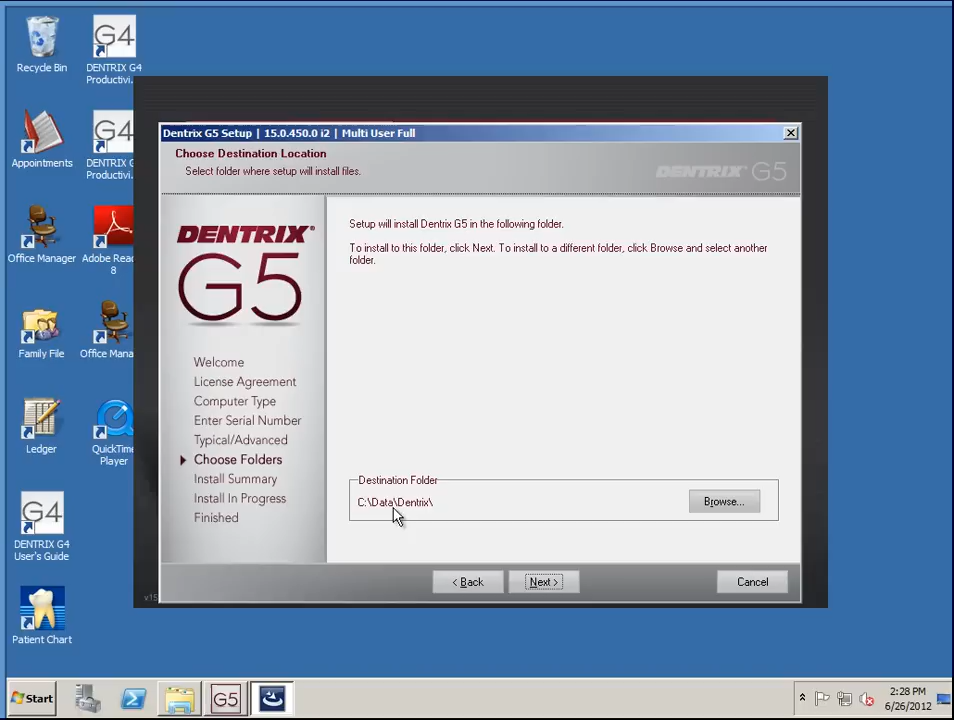 Recycle Bin
G4
DENTRIX G4
Productivi...
Appointments
G4
DENTRIX G
Productivi...
Office Manager
Adobe Rea
8
Family File
Office Mana
Ledger
QuickTime
Player
G4
DENTRIX G4
User's Guide
Patient Chart
Dentrix G5 Setup | 15.0.450.0 i2 | Multi User Full
Choose Destination Location
Select folder where setup will install files.
DENTRIX G5
DENTRIX®
G5
Welcome
License Agreement
Computer Type
Enter Serial Number
Typical/Advanced
Choose Folders
Install Summary
Install In Progress
Finished
Setup will install Dentrix G5 in the following folder.
To install to this folder, click Next. To install to a different folder, click Browse and select another
folder.
Destination Folder
C:\Data\Dentrix\
Browse...
< Back
Next >
Cancel
v15
Start
G5
2:28 PM
6/26/2012